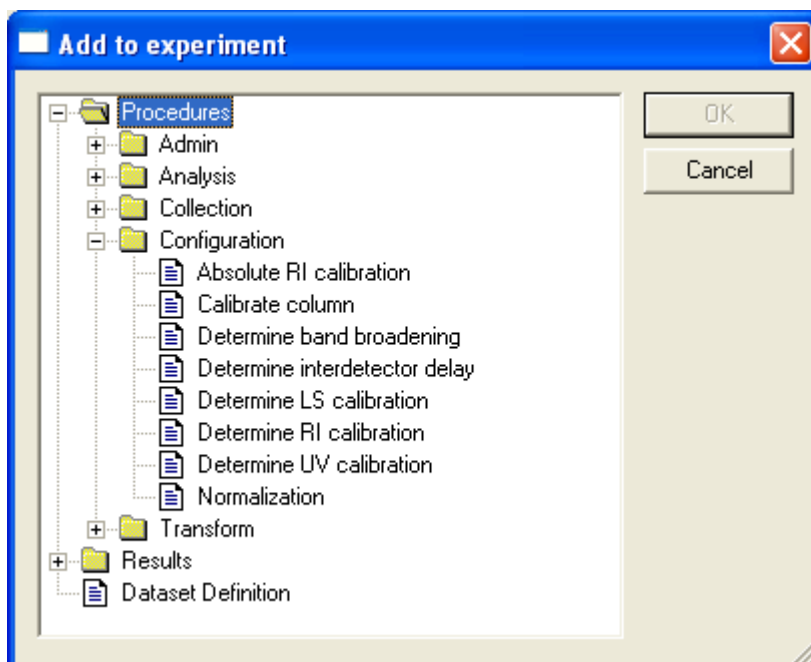 Add to experiment
Procedures
OK
Admin
Analysis
Cancel
Collection
Configuration
Absolute RI calibration
Calibrate column
Determine band broadening
Determine interdetector delay
Determine LS calibration
Determine RI calibration
Determine UV calibration
Normalization
Transform
Results
Dataset Definition